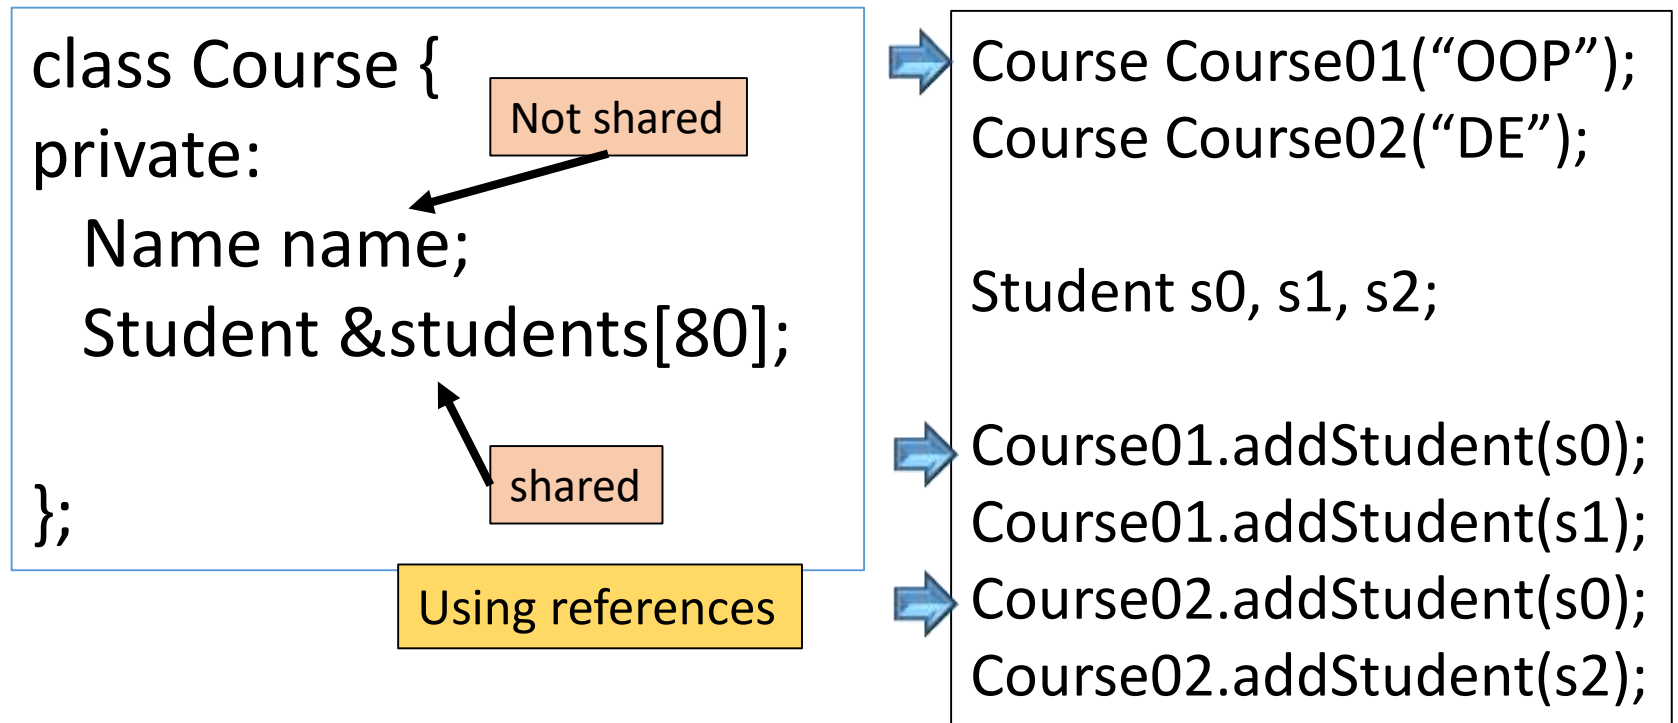 class Course {
Not shared
private:
Name name;
Student &students[80];
shared
};
Using references
Course Course01(“OOP”);
Course Course02(“DE”);
Student s0, s1, s2;
Course01.addStudent(s0);
Course01.addStudent(s1);
Course02.addStudent(s0);
Course02.addStudent(s2);